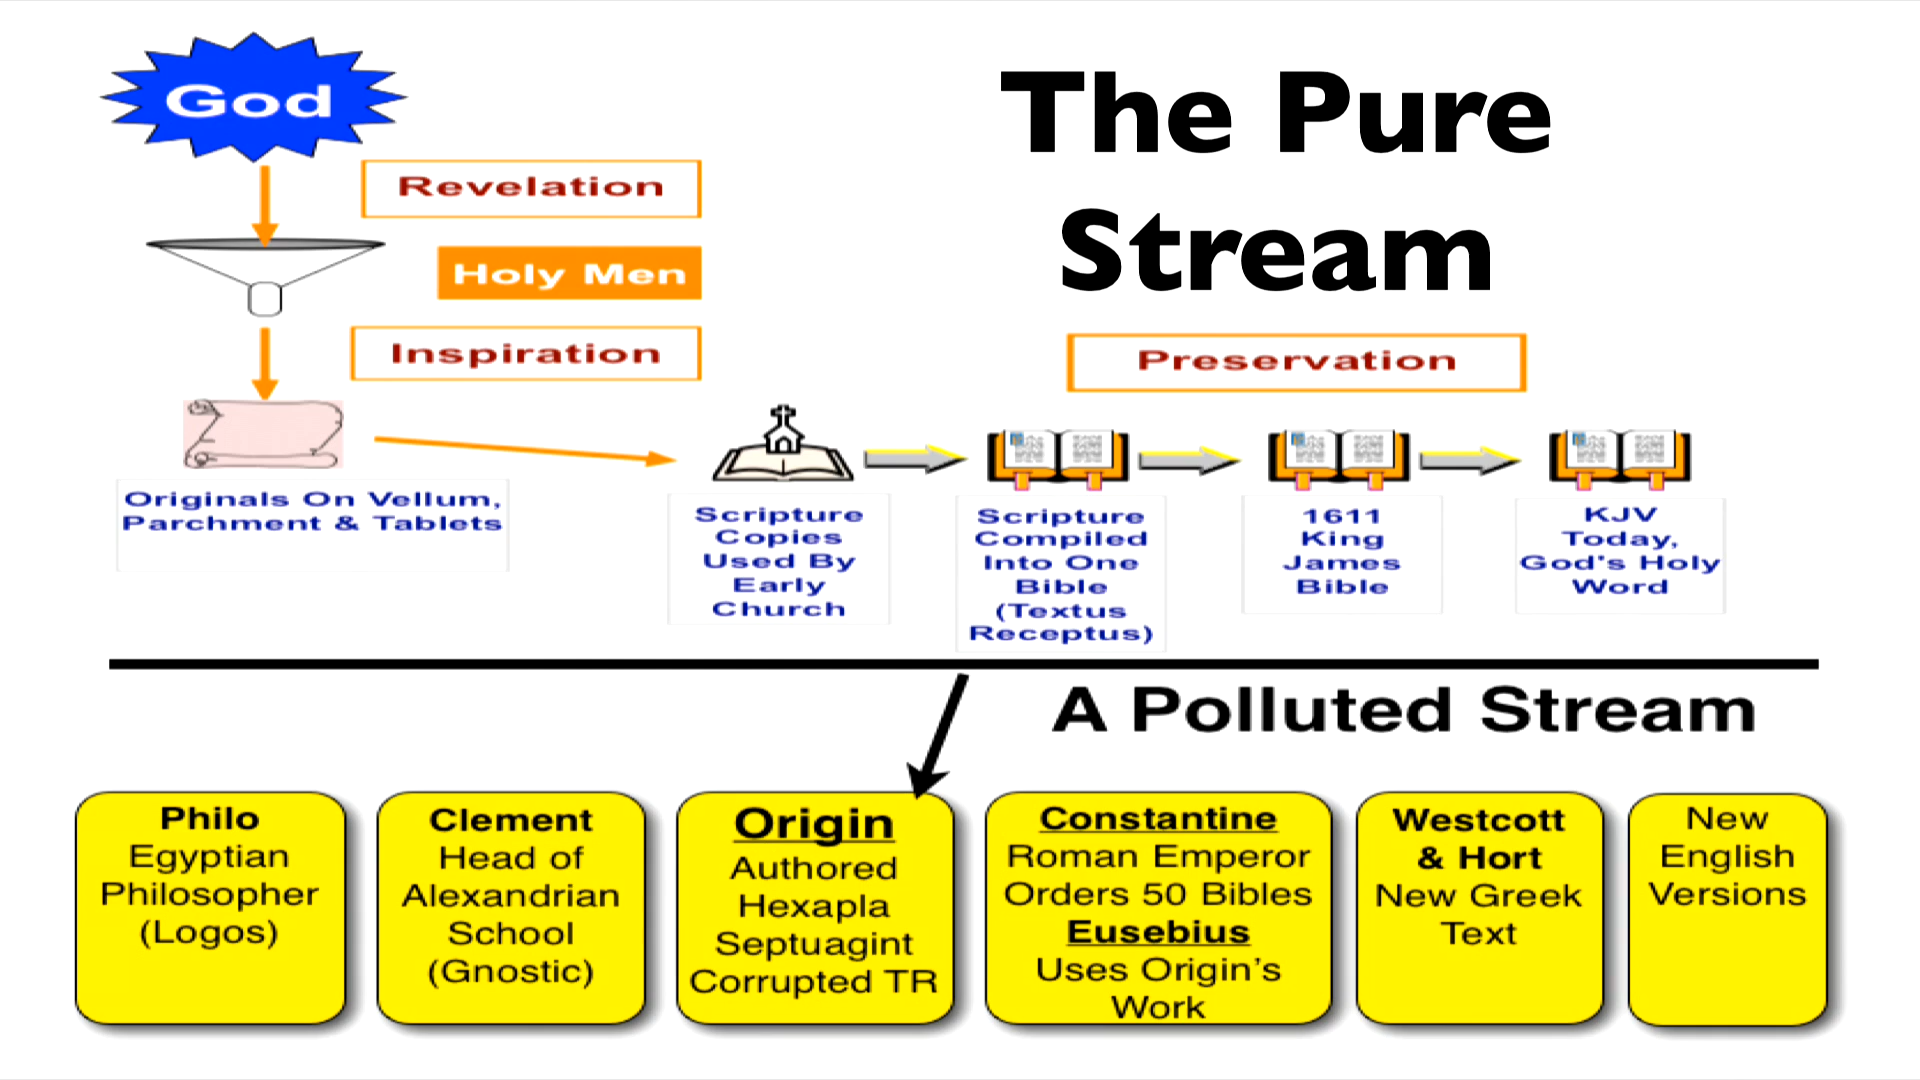 God
The Pure
Stream
Revelation
Holy Men
Inspiration
Preservation
Originals On Vellum,
Parchment & Tablets
Scripture
Copies
Used By
Early
Church
Scripture
Compiled
Into One
Bible
(Textus
Receptus)
1611
King
James
Bible
KJV
Today,
God's Holy
Word
A Polluted Stream
Philo
Egyptian
Philosopher
(Logos)
Clement
Head of
Alexandrian
School
(Gnostic)
Origin
Authored
Hexapla
Septuagint
Corrupted TR
Constantine
Roman Emperor
Orders 50 Bibles
Eusebius
Uses Origin’s
Work
Westcott
& Hort
New Greek
Text
New
English
Versions